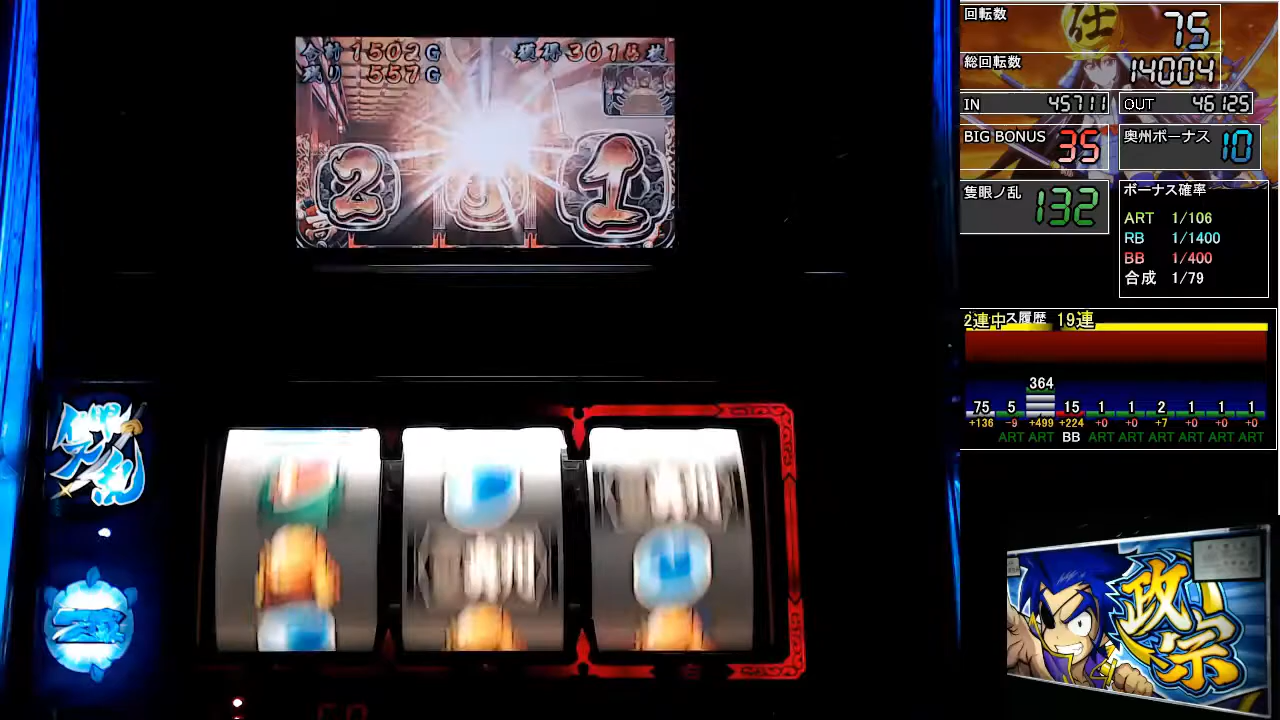 合計1502G 獲得3015枚
残り 557G
2 3 1
回転数 75
総回転数 14004
IN 45711 OUT 46125
BIG BONUS 35 奥州ボーナス 10
隻眼ノ乱 132
ボーナス確率
ART 1/106
RB 1/1400
BB 1/400
合成 1/79
2連中 ス履歴 19連
75 5 364 15 1 1 2 1 1 1
+136 -9 +499 +224 +0 +0 +7 +0 +0 +0
ART ART BB ART ART ART ART ART ART
政宗
仕